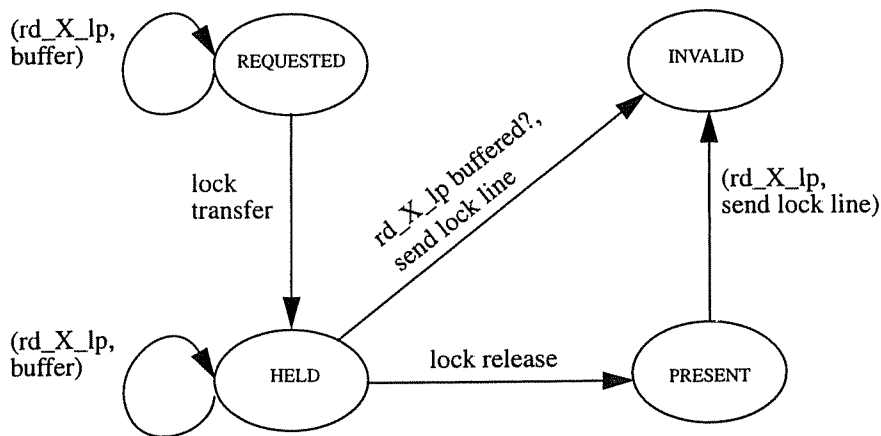 (rd_X_lp,
buffer)
REQUESTED
INVALID
lock
transfer
rd_X_lp buffered?,
send lock line
(rd_X_lp,
send lock line)
(rd_X_lp,
buffer)
HELD
lock release
PRESENT